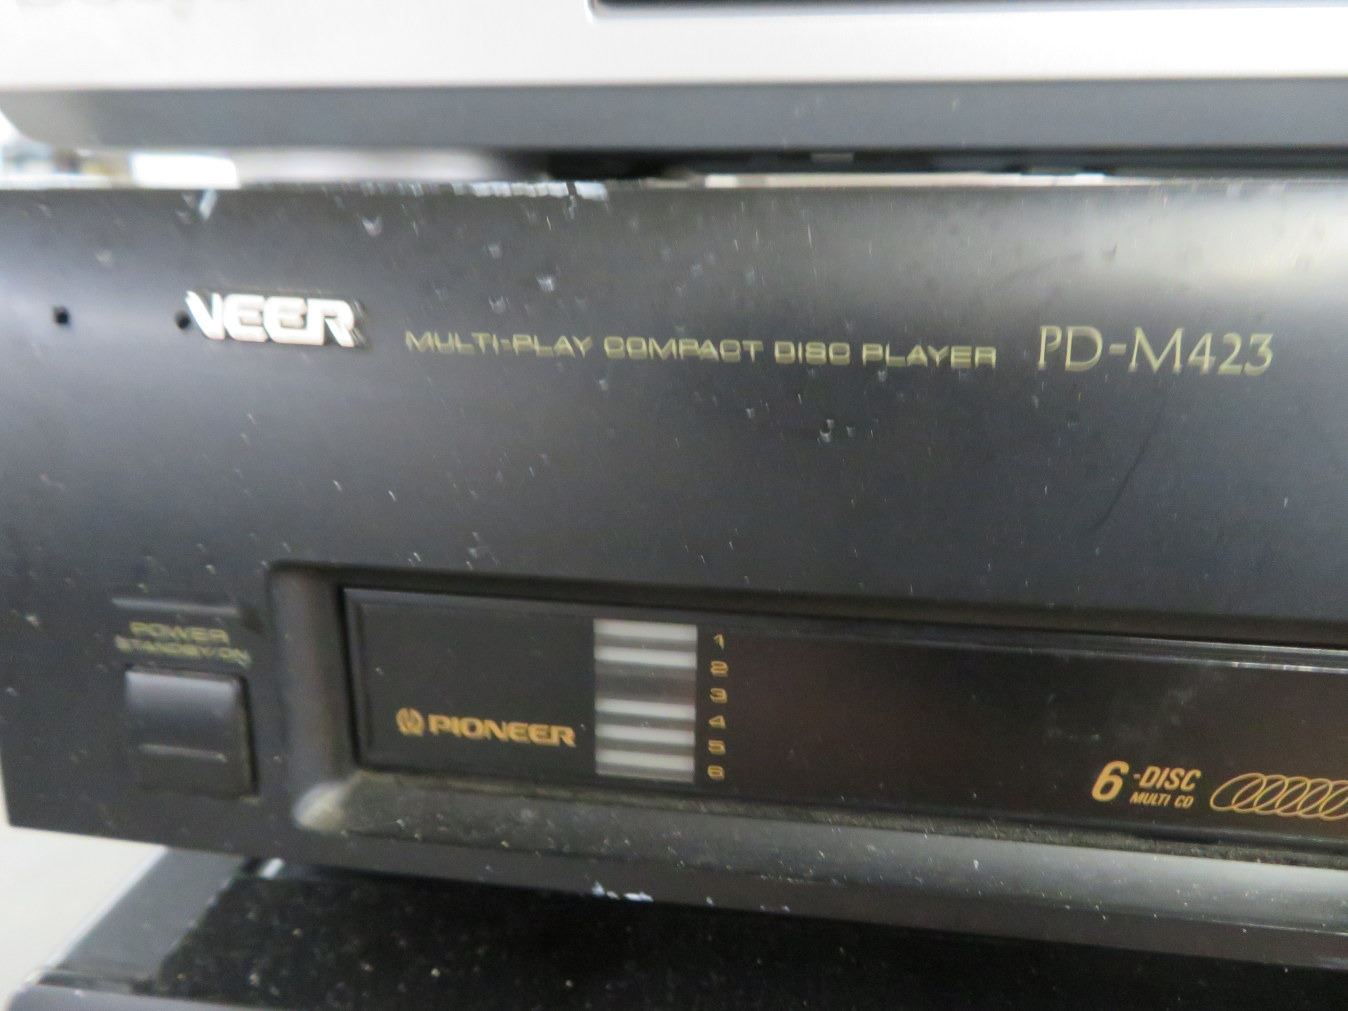 VEER
MULTI-PLAY COMPACT DISC PLAYER PD-M423
POWER
STANDBY/ON
PIONEER
1
2
3
4
5
6
6-DISC
MULTI CD